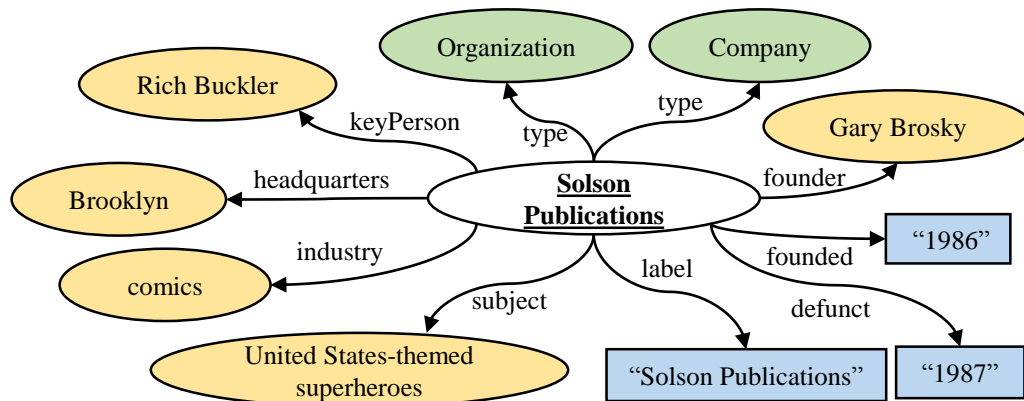 Organization
Company
Rich Buckler
type
keyPerson
type
Gary Brosky
headquarters
Solson
Publications
founder
Brooklyn
“1986”
industry
founded
label
comics
subject
defunct
United States-themed
superheroes
“Solson Publications”
“1987”